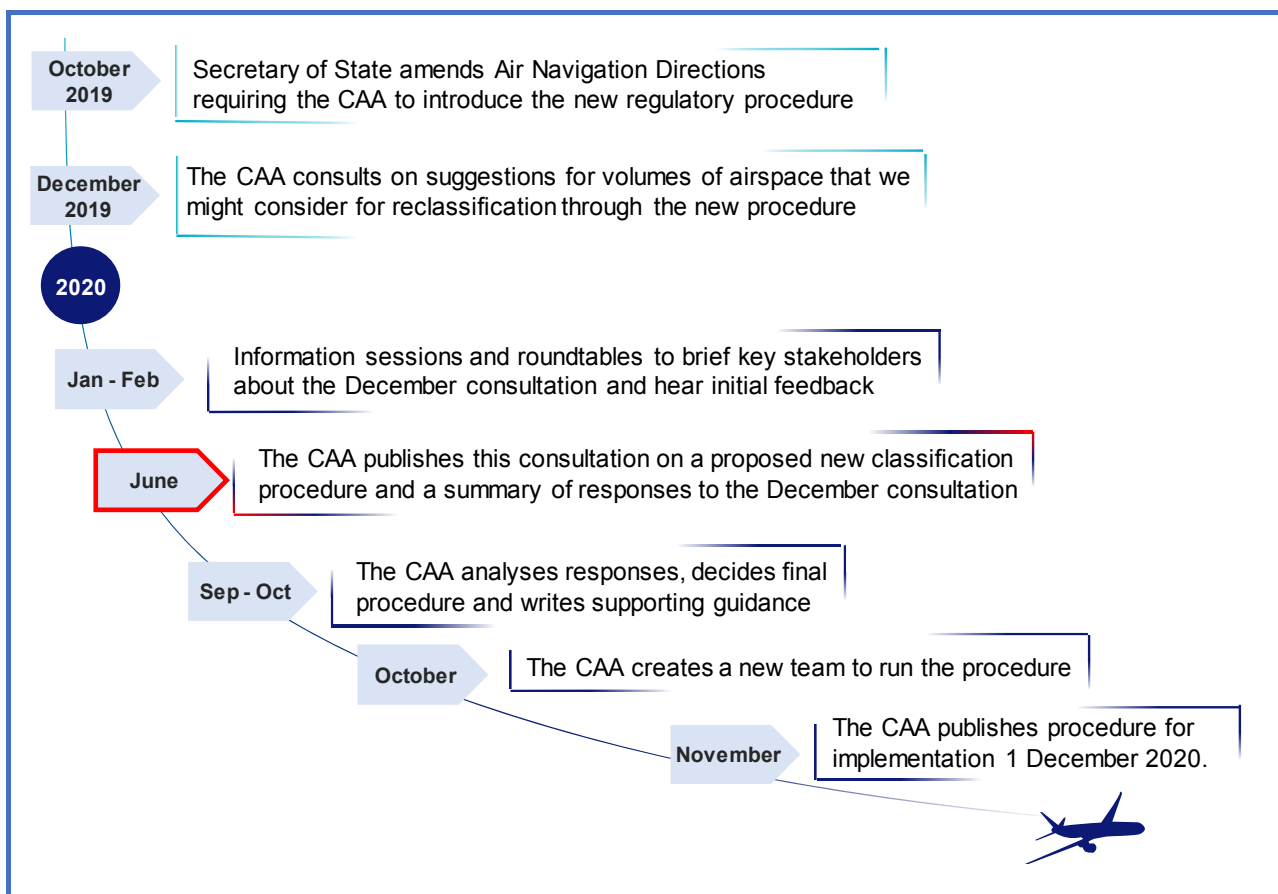 October
2019
Secretary of State amends Air Navigation Directions
requiring the CAA to introduce the new regulatory procedure
December
2019
The CAA consults on suggestions for volumes of airspace that we
might consider for reclassification through the new procedure
2020
Jan - Feb
Information sessions and roundtables to brief key stakeholders
about the December consultation and hear initial feedback
June
The CAA publishes this consultation on a proposed new classification
procedure and a summary of responses to the December consultation
Sep - Oct
The CAA analyses responses, decides final
procedure and writes supporting guidance
October
The CAA creates a new team to run the procedure
November
The CAA publishes procedure for
implementation 1 December 2020.